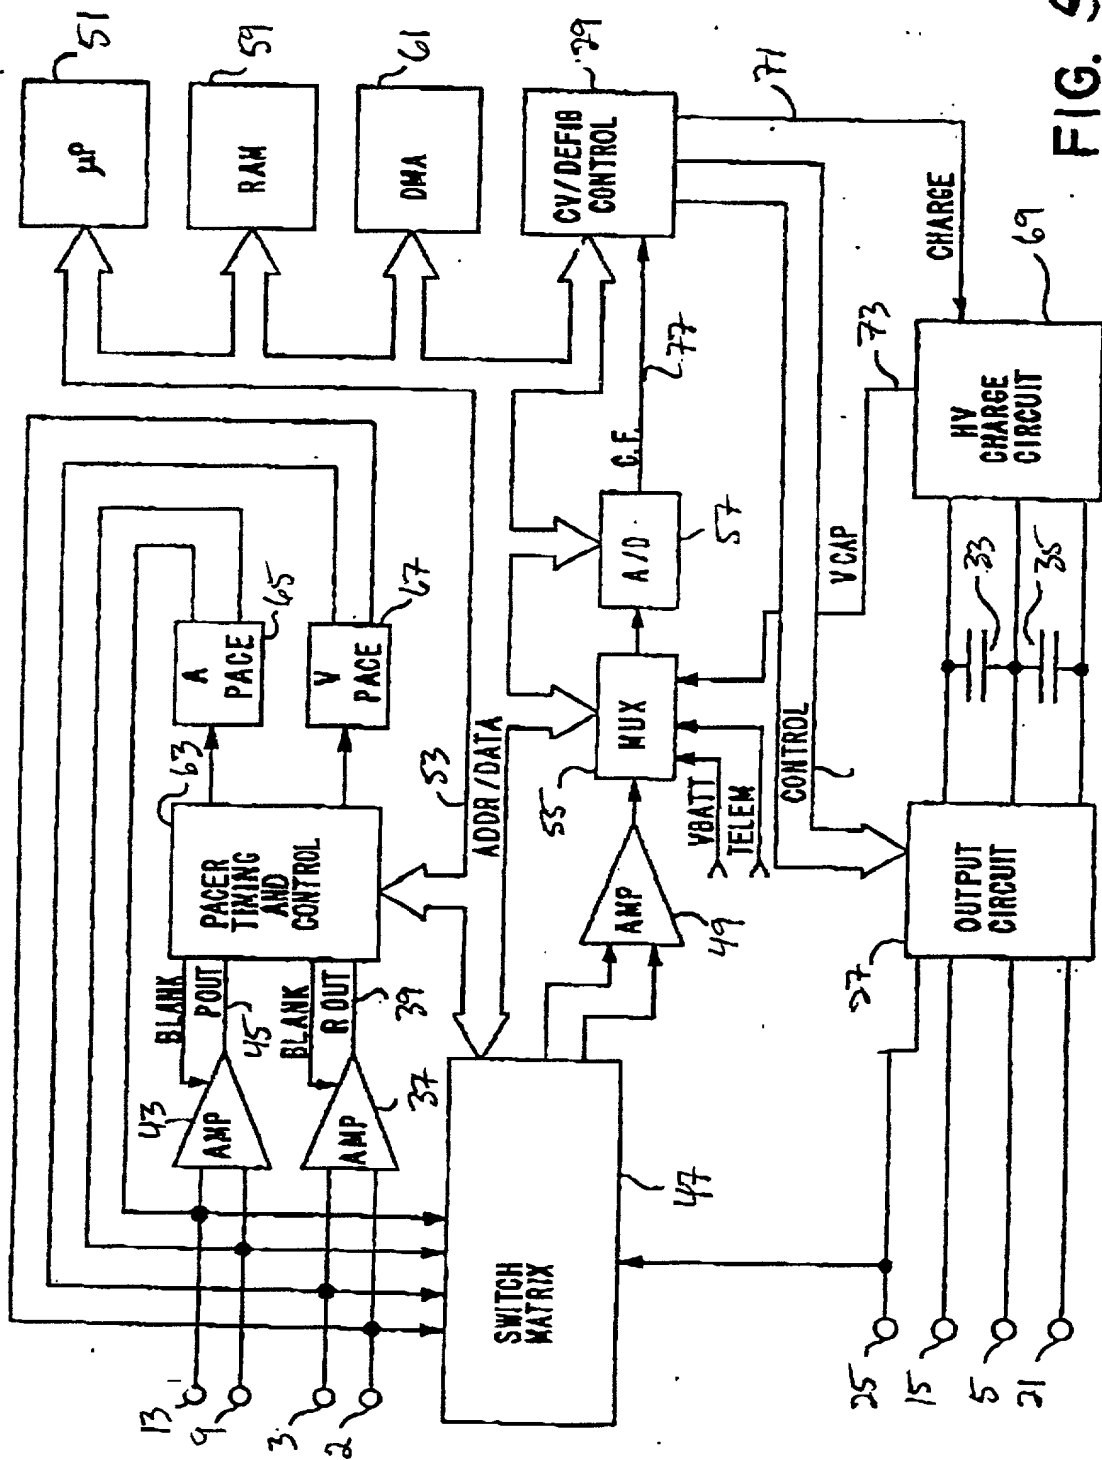 13
9
3
2
43
AMP
BLANK
POUT
45
AMP
37
BLANK
R OUT
39
PACER
TIMING
AND
CONTROL
63
A
PACE
65
V
PACE
67
µP
51
RAM
59
DMA
61
CV/DEFIB
CONTROL
29
SWITCH
MATRIX
47
53
ADDR/DATA
AMP
49
55
MUX
VBATT
TELEM
A/D
57
C.F.
77
71
CHARGE
VCAP
73
CONTROL
25
15
5
21
OUTPUT
CIRCUIT
33
35
HV
CHARGE
CIRCUIT
69
FIG.